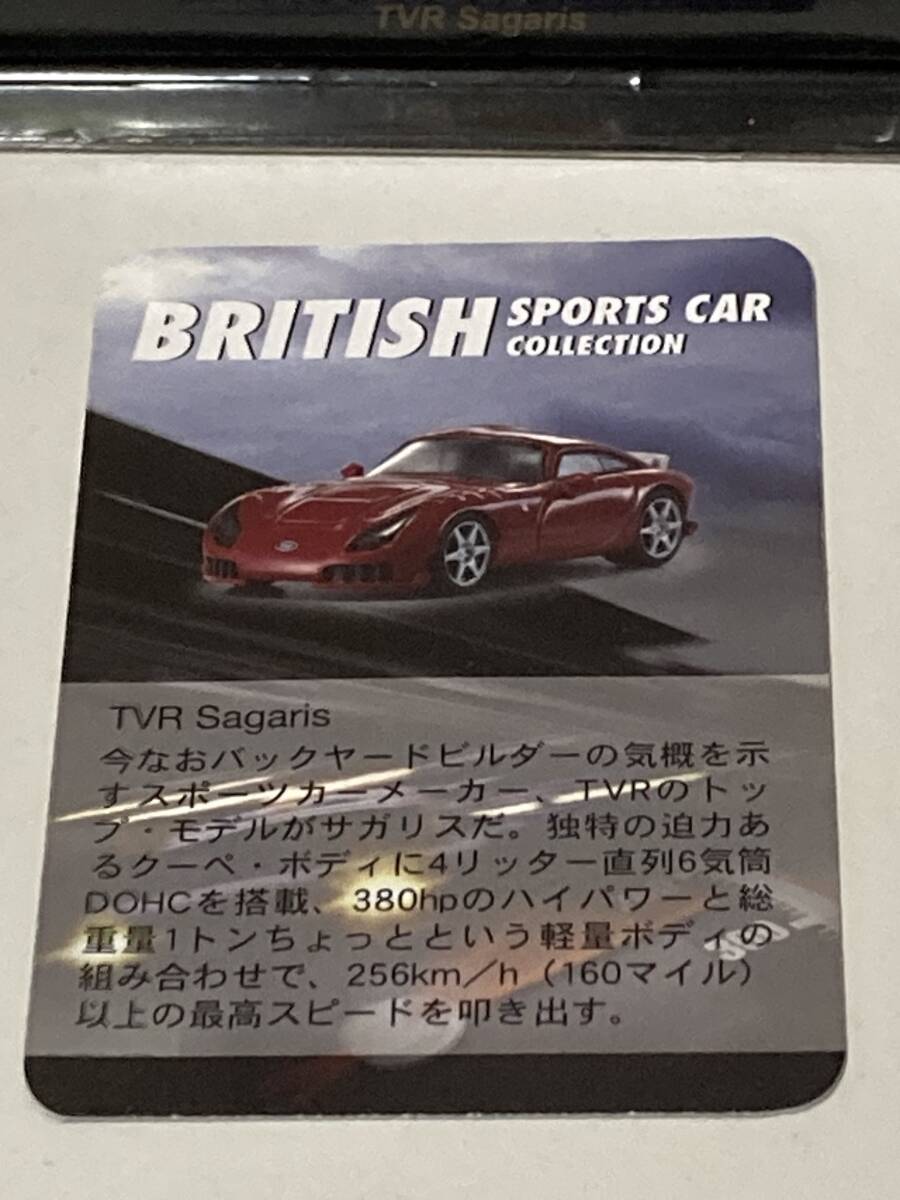 TVR Sagaris
BRITISH SPORTS CAR
COLLECTION
TVR Sagaris
今なおバックヤードビルダーの気概を示
すスポーツカーメーカー、TVRのトッ
プ・モデルがサガリスだ。独特の迫力あ
るクーペ・ボディに4リッター直列6気筒
DOHCを搭載、380hpのハイパワーと総
重量1トンちょっとという軽量ボディの
組み合わせで、256km／h（160マイル）
以上の最高スピードを叩き出す。